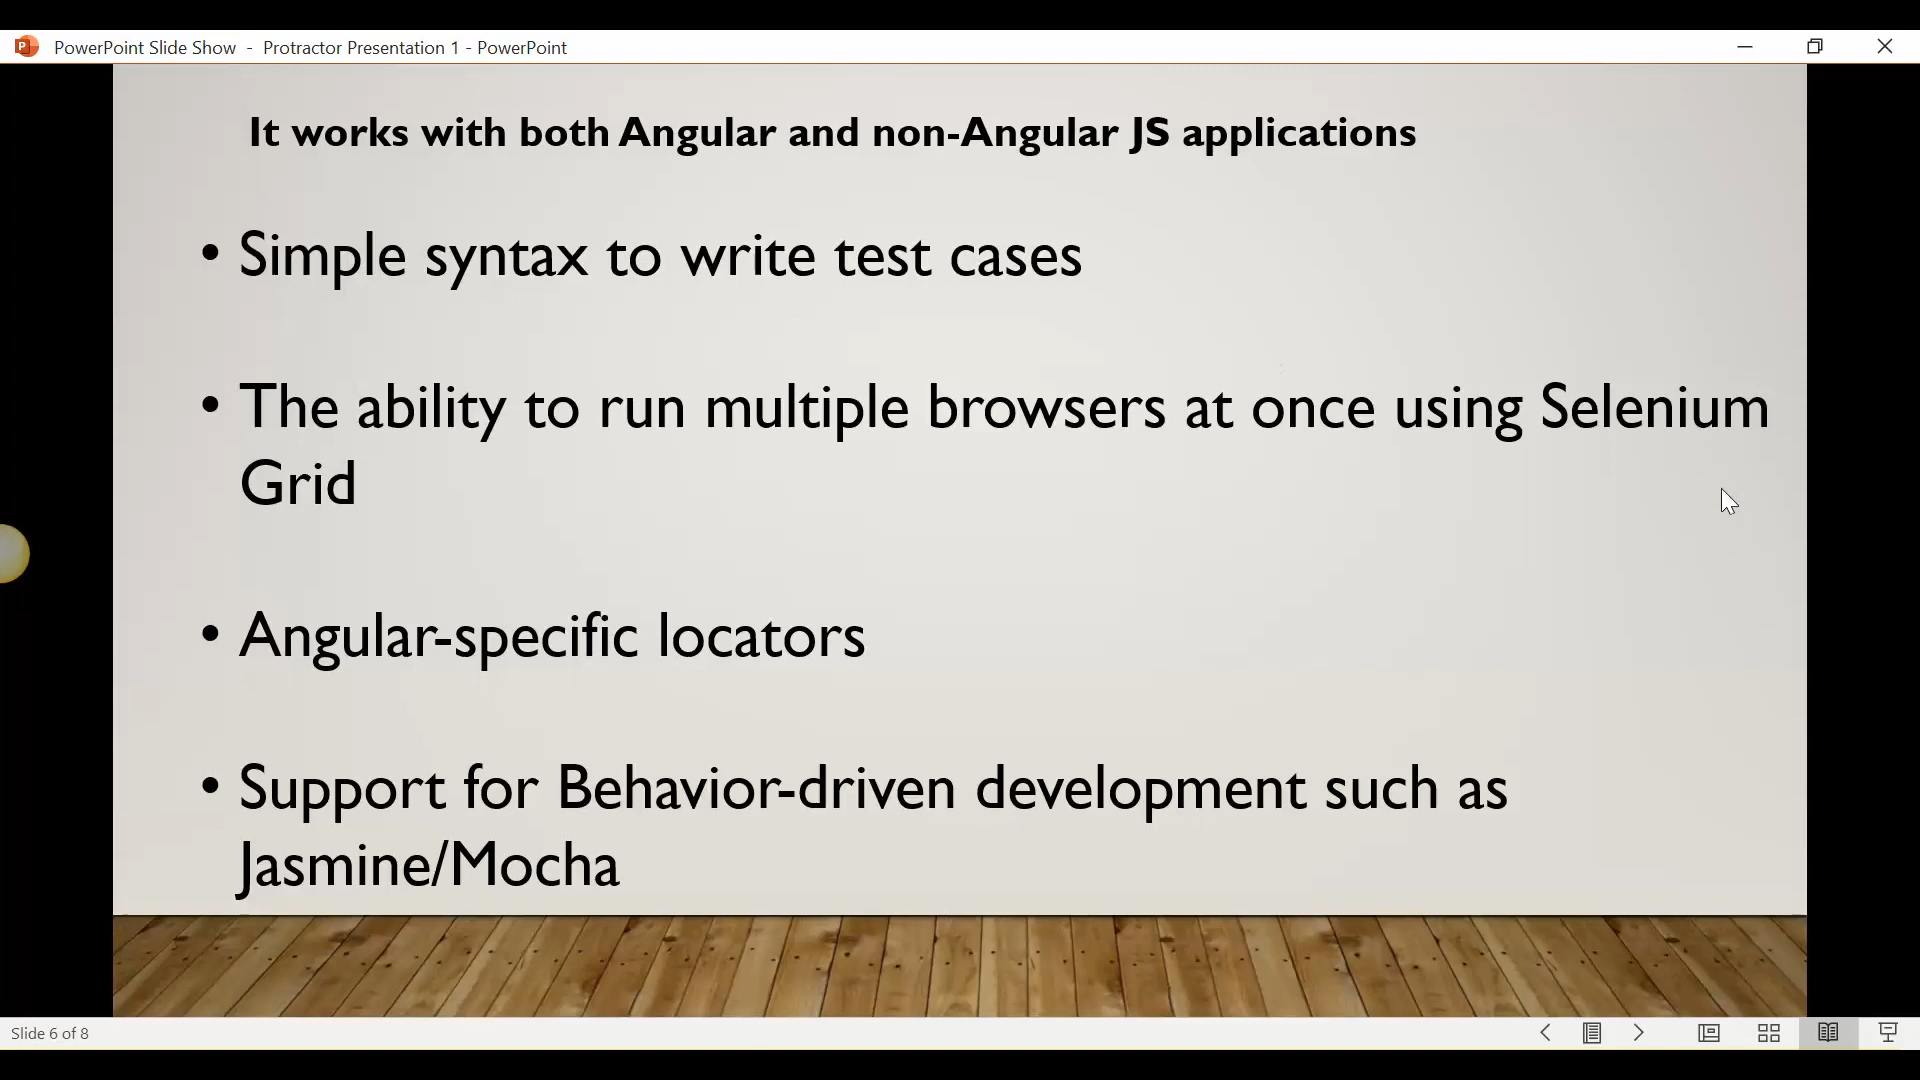 PowerPoint Slide Show - Protractor Presentation 1 - PowerPoint
It works with both Angular and non-Angular JS applications
• Simple syntax to write test cases
• The ability to run multiple browsers at once using Selenium
Grid
• Angular-specific locators
• Support for Behavior-driven development such as
Jasmine/Mocha
Slide 6 of 8